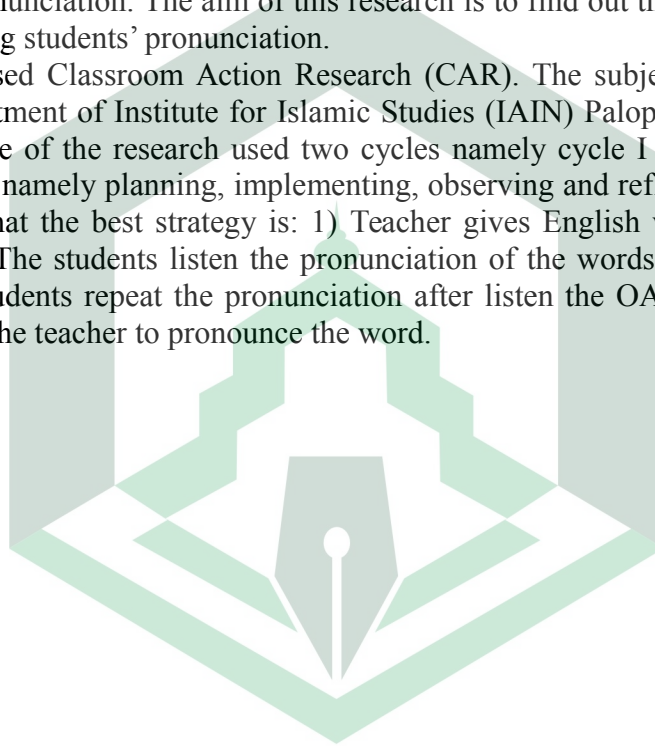 nunciation. The aim of this research is to find out th
g students' pronunciation.
sed Classroom Action Research (CAR). The subje
tment of Institute for Islamic Studies (IAIN) Palop
e of the research used two cycles namely cycle I
namely planning, implementing, observing and ref
hat the best strategy is: 1) Teacher gives English
The students listen the pronunciation of the words
udents repeat the pronunciation after listen the OA
he teacher to pronounce the word.